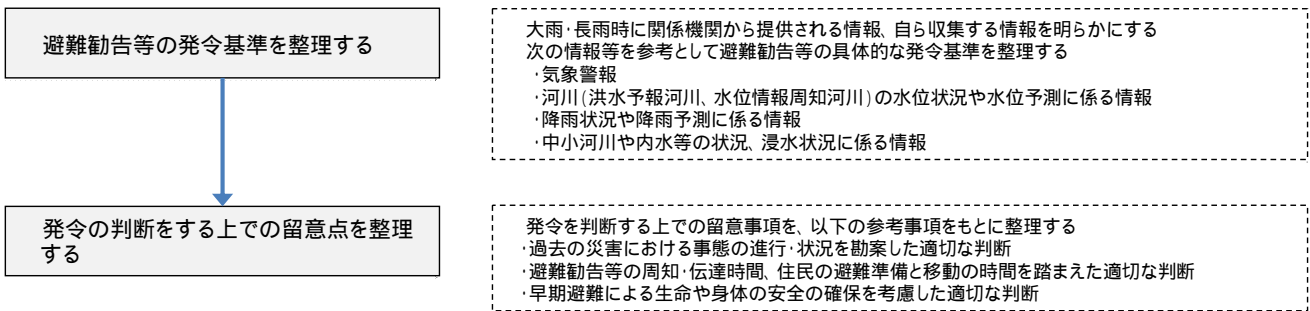 避難勧告等の発令基準を整理する
大雨･長雨時に関係機関から提供される情報、自ら収集する情報を明らかにする
次の情報等を参考として避難勧告等の具体的な発令基準を整理する
･気象警報
･河川(洪水予報河川、水位情報周知河川)の水位状況や水位予測に係る情報
･降雨状況や降雨予測に係る情報
･中小河川や内水等の状況、浸水状況に係る情報
発令の判断をする上での留意点を整理
する
発令を判断する上での留意事項を、以下の参考事項をもとに整理する
･過去の災害における事態の進行･状況を勘案した適切な判断
･避難勧告等の周知･伝達時間、住民の避難準備と移動の時間を踏まえた適切な判断
･早期避難による生命や身体の安全の確保を考慮した適切な判断